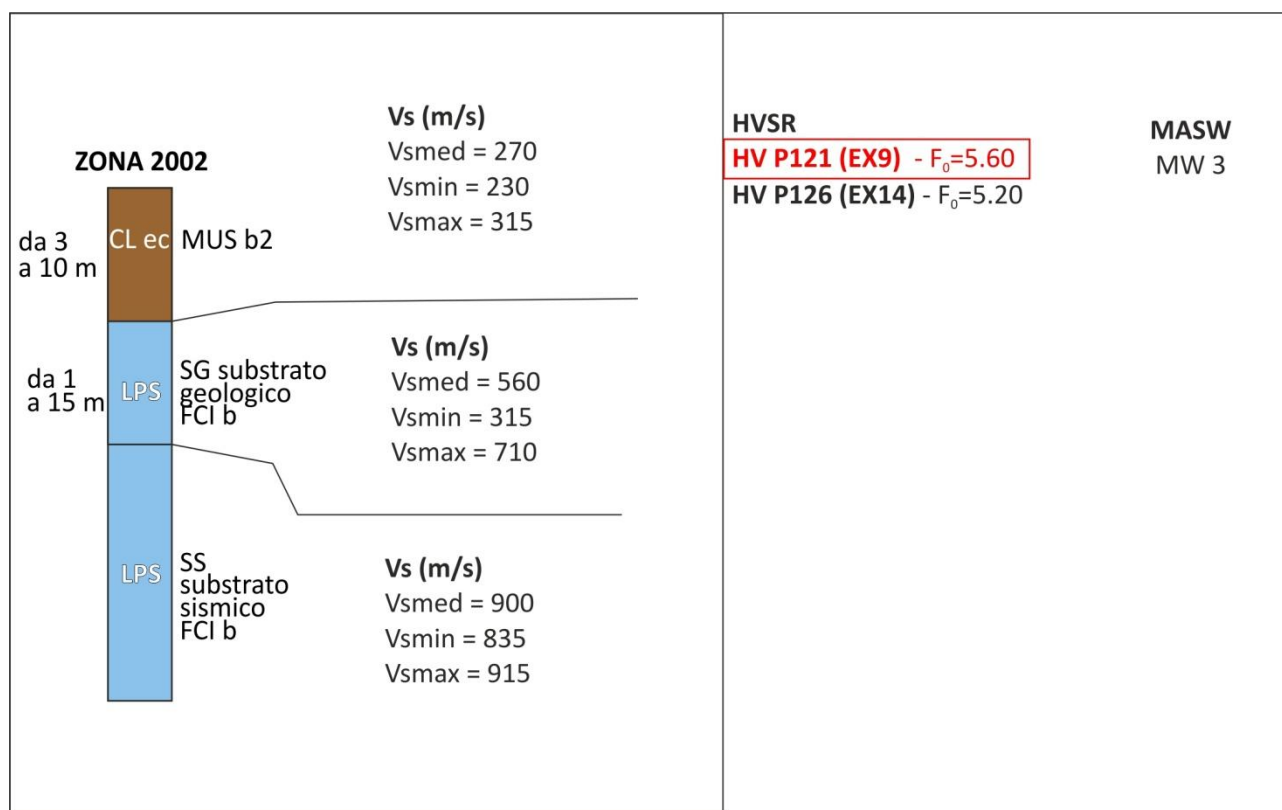 ZONA 2002
da 3
a 10 m
CL ec
MUS b2
Vs (m/s)
Vsmed = 270
Vsmin = 230
Vsmax = 315
da 1
a 15 m
LPS
SG substrato
geologico
FCI b
Vs (m/s)
Vsmed = 560
Vsmin = 315
Vsmax = 710
LPS
SS
substrato
sismico
FCI b
Vs (m/s)
Vsmed = 900
Vsmin = 835
Vsmax = 915
HVSR
HV P121 (EX9) - F₀=5.60
HV P126 (EX14) - F₀=5.20
MASW
MW 3